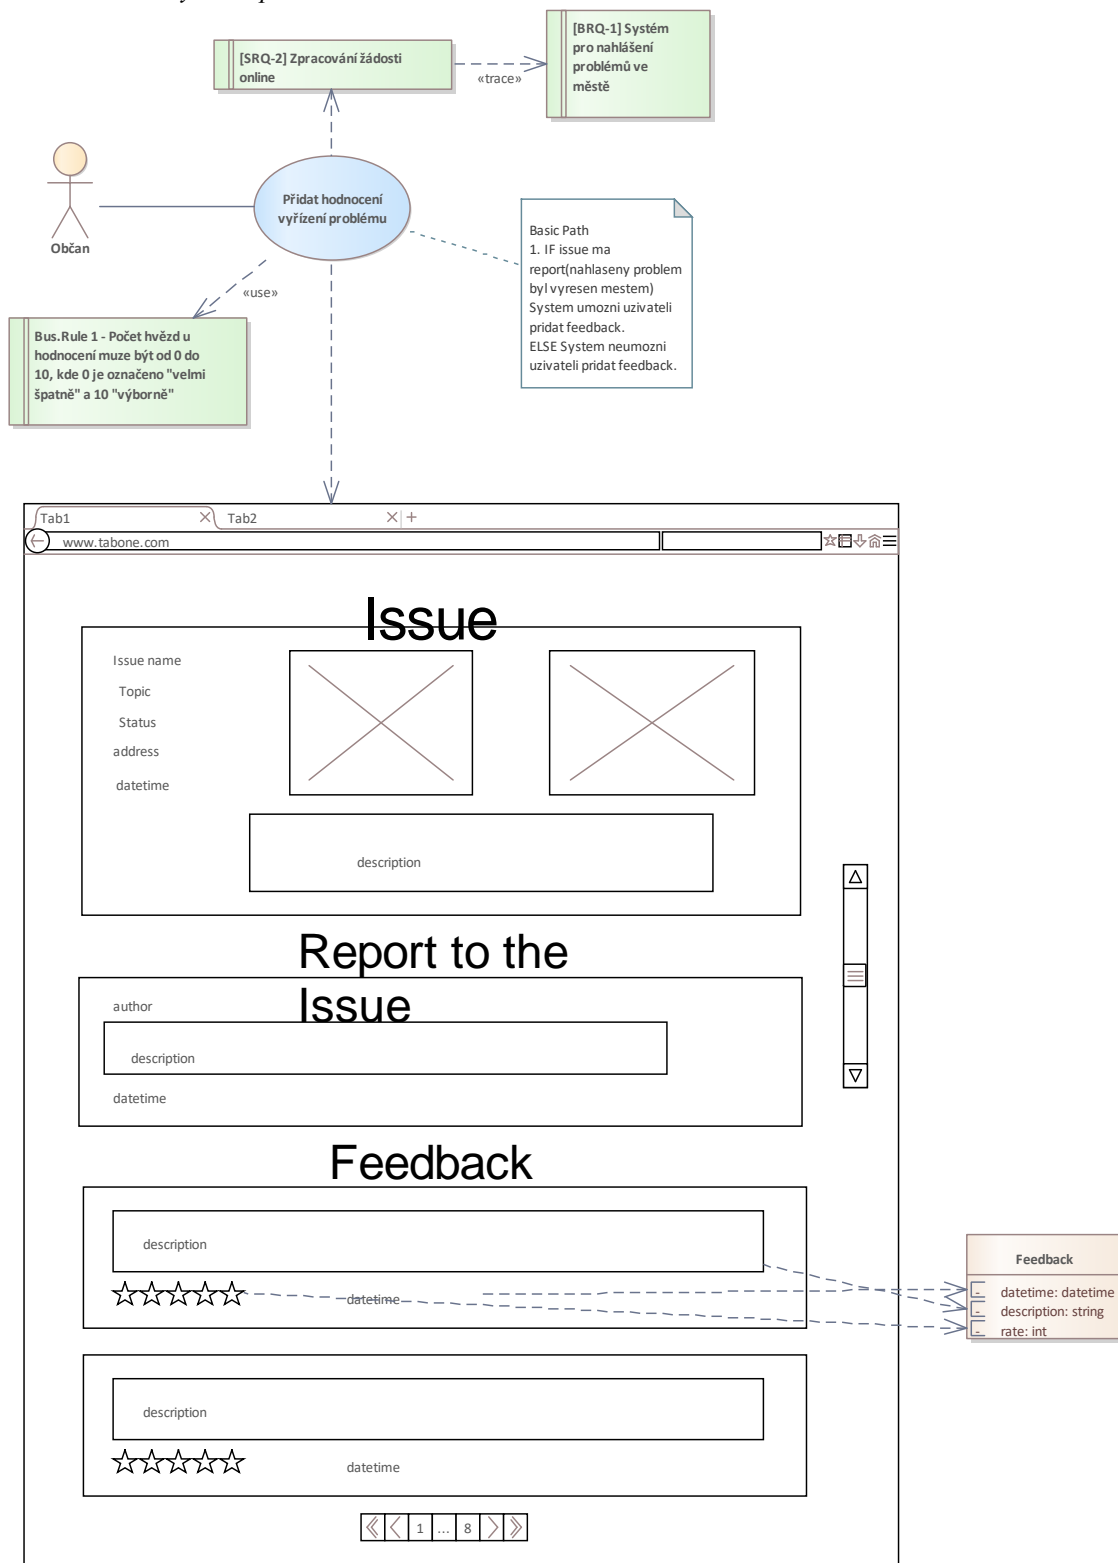 [BRQ-1] Systém
pro nahlášení
problémů ve
městě
[SRQ-2] Zpracování žádosti
online
«trace»
Občan
Přidat hodnocení
vyřízení problému
Basic Path
1. IF issue ma
report(nahlaseny problem
byl vyresen mestem)
System umozni uzivateli
pridat feedback.
ELSE System neumozni
uzivateli pridat feedback.
«use»
Bus.Rule 1 - Počet hvězd u
hodnocení muze být od 0 do
10, kde 0 je označeno "velmi
špatně" a 10 "výborně"
Tab1
Tab2
www.tabone.com
Issue
Issue name
Topic
Status
address
datetime
description
Report to the
Issue
author
description
datetime
Feedback
description
datetime
Feedback
- datetime: datetime
- description: string
- rate: int
description
datetime
1 ... 8